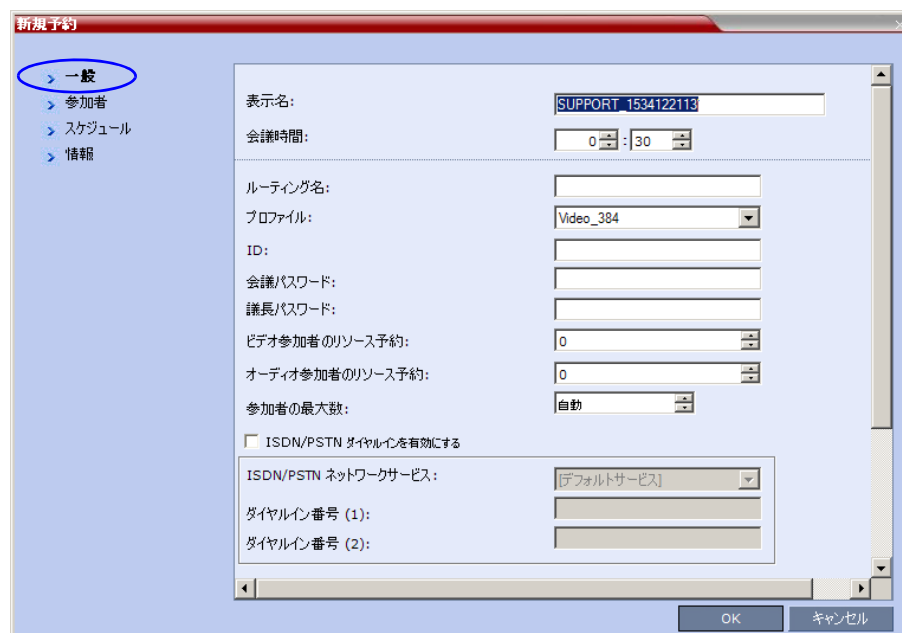 新規予約
一般
参加者
スケジュール
情報
表示名:
SUPPORT_1534122113
会議時間:
0 : 30
ルーティング名:
プロファイル:
Video_384
ID:
会議パスワード:
議長パスワード:
ビデオ参加者のリソース予約:
0
オーディオ参加者のリソース予約:
0
参加者の最大数:
自動
ISDN/PSTN ダイヤルインを有効にする
ISDN/PSTN ネットワークサービス:
[デフォルトサービス]
ダイヤルイン番号 (1):
ダイヤルイン番号 (2):
OK
キャンセル